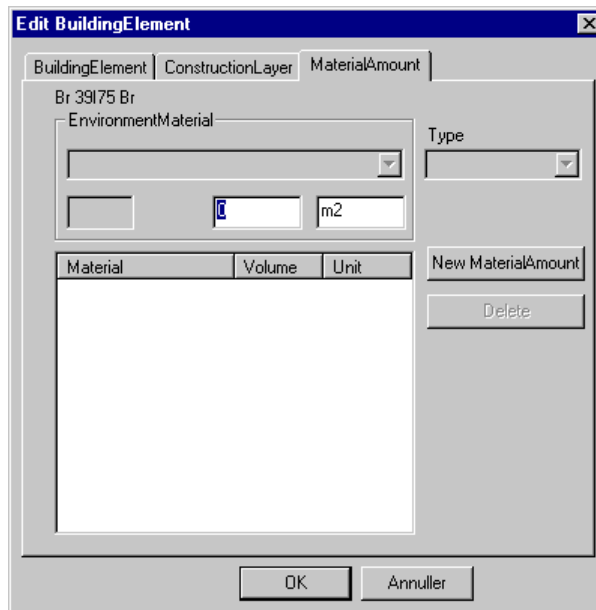 Edit BuildingElement
BuildingElement ConstructionLayer MaterialAmount
Br 39I75 Br
EnvironmentMaterial
Type
0 m2
Material Volume Unit
New MaterialAmount
Delete
OK Annuller